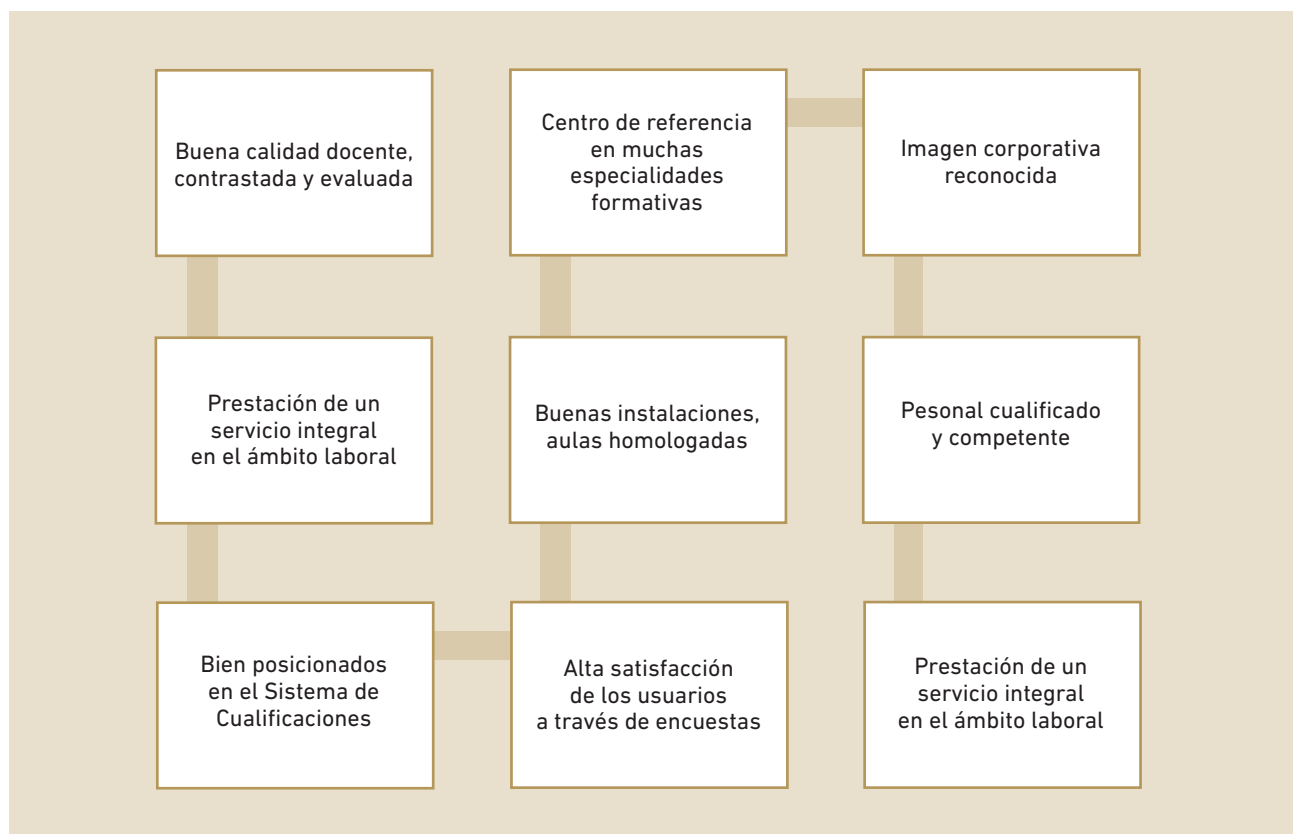 Buena calidad docente,
contrastada y evaluada
Prestación de un
servicio integral
en el ámbito laboral
Bien posicionados
en el Sistema de
Cualificaciones
Alta satisfacción
de los usuarios
a través de encuestas
Buenas instalaciones,
aulas homologadas
Centro de referencia
en muchas
especialidades
formativas
Imagen corporativa
reconocida
Pesonal cualificado
y competente
Prestación de un
servicio integral
en el ámbito laboral